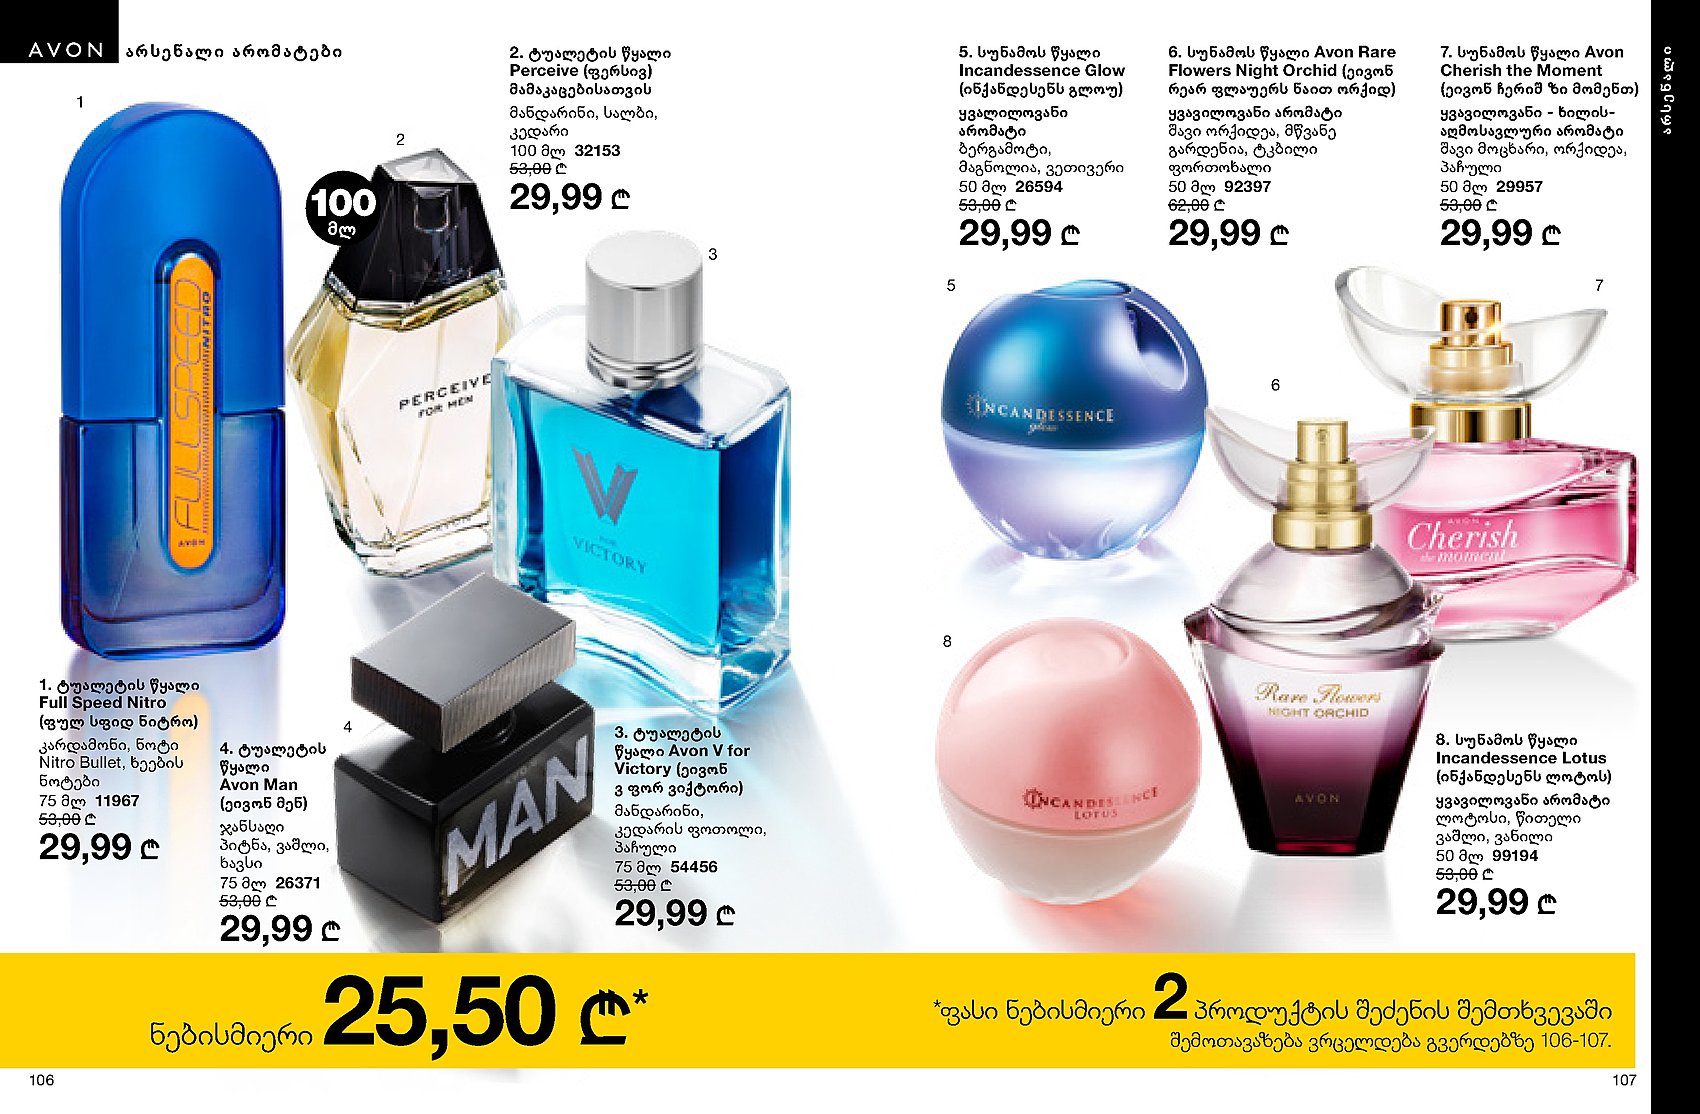 AVON არსენალი არომატები
1
2
100
მლ
2. ტუალეტის წყალი
Perceive (ფერსივ)
მამაკაცებისათვის
მანდარინი, სალბი,
კედარი
100 მლ 32153
53,00 ₾
29,99 ₾
3
FULL SPEED
NITRO
AVON
PERCEIVE
FOR MEN
V
FOR
VICTORY
1. ტუალეტის წყალი
Full Speed Nitro
(ფულ სფიდ ნიტრო)
კარდამონი, ნოტი
Nitro Bullet, ხეების
ნოტები
75 მლ 11967
53,00 ₾
29,99 ₾
4
MAN
4. ტუალეტის
წყალი
Avon Man
(ეივონ მენ)
ჯანსაღი
პიტნა, ვაშლი,
ხავსი
75 მლ 26371
53,00 ₾
29,99 ₾
3. ტუალეტის
წყალი Avon V for
Victory (ეივონ
ვ ფორ ვიქტორი)
მანდარინი,
კედარის ფოთოლი,
პაჩული
75 მლ 54456
53,00 ₾
29,99 ₾
5. სუნამოს წყალი
Incandessence Glow
(ინქანდესენს გლოუ)
ყვალილოვანი
არომატი
ბერგამოტი,
მაგნოლია, ვეთივერი
50 მლ 26594
53,00 ₾
29,99 ₾
6. სუნამოს წყალი Avon Rare
Flowers Night Orchid (ეივონ
რეარ ფლაუერს ნაით ორქიდ)
ყვავილოვანი არომატი
შავი ორქიდეა, მწვანე
გარდენია, ტკბილი
ფორთოხალი
50 მლ 92397
62,00 ₾
29,99 ₾
7. სუნამოს წყალი Avon
Cherish the Moment
(ეივონ ჩერიშ ზი მომენთ)
ყვავილოვანი - ხილის-
აღმოსავლური არომატი
შავი მოცხარი, ორქიდეა,
პაჩული
50 მლ 29957
53,00 ₾
29,99 ₾
არსენალი
5
7
6
INCANDESSENCE
glow
AVON
Cherish
the moment
8
INCANDESSENCE
LOTUS
Rare Flowers
NIGHT ORCHID
AVON
8. სუნამოს წყალი
Incandessence Lotus
(ინქანდესენს ლოტოს)
ყვავილოვანი არომატი
ლოტოსი, წითელი
ვაშლი, ვანილი
50 მლ 99194
53,00 ₾
29,99 ₾
ნებისმიერი 25,50 ₾*
*ფასი ნებისმიერი 2 პროდუქტის შეძენის შემთხვევაში
შემოთავაზება ვრცელდება გვერდებზე 106-107.
106
107